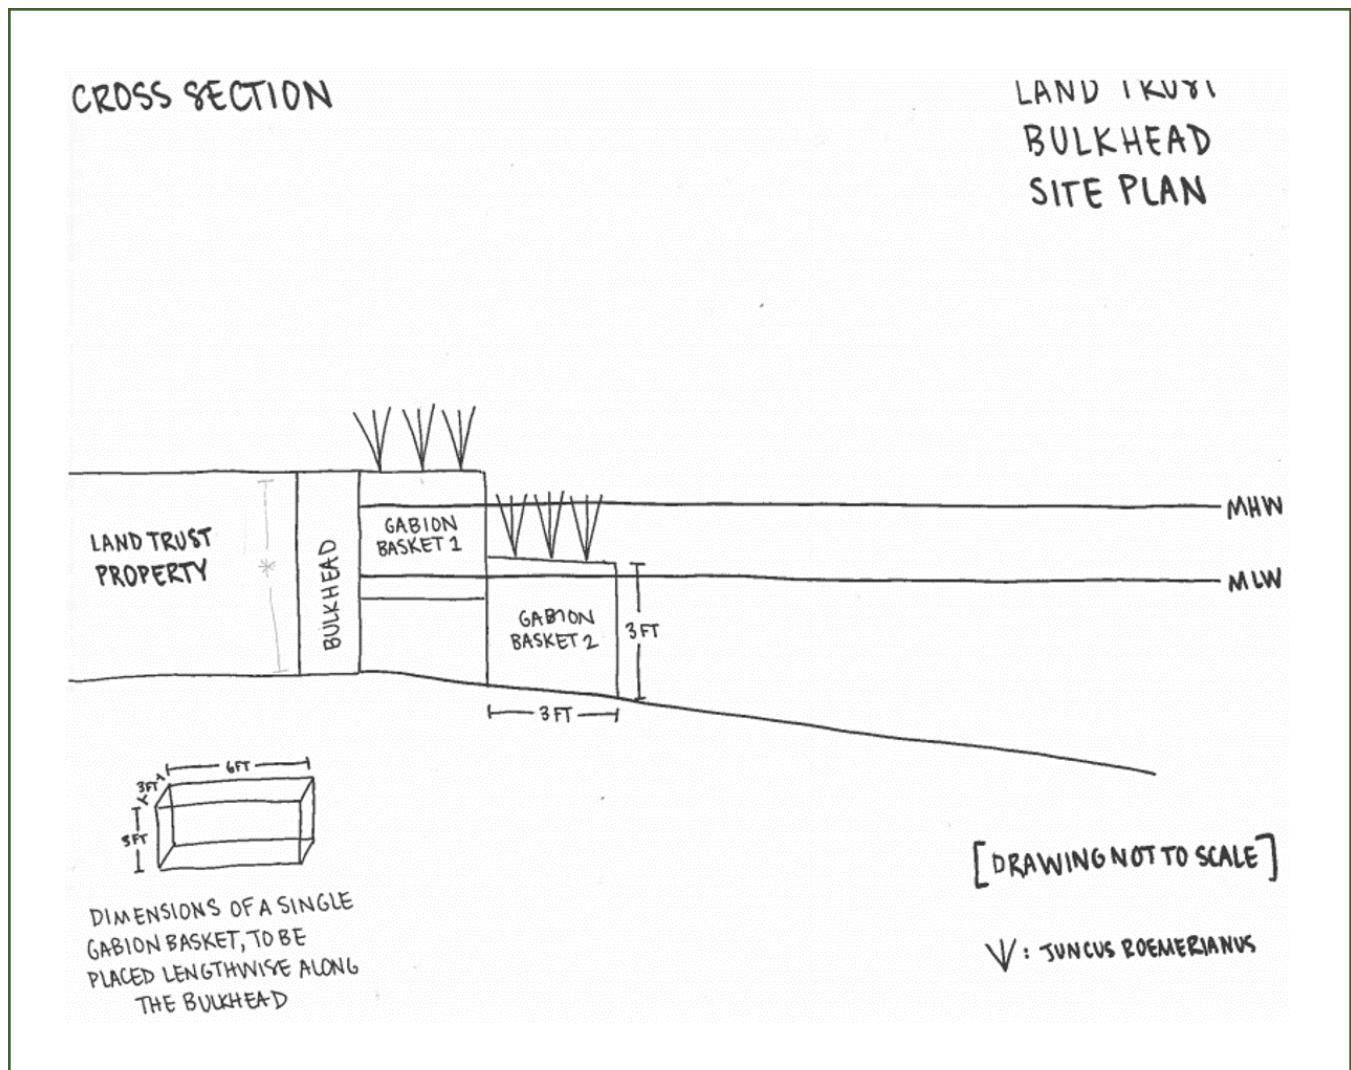 CROSS SECTION
LAND TRUST
BULKHEAD
SITE PLAN
MHW
GABION
BASKET 1
LAND TRUST
PROPERTY
*
BULKHEAD
MLW
GABION
BASKET 2
3 FT
3 FT
6FT
3FT
3FT
DIMENSIONS OF A SINGLE
GABION BASKET, TO BE
PLACED LENGTHWISE ALONG
THE BULKHEAD
[DRAWING NOT TO SCALE]
: JUNCUS ROEMERIANUS